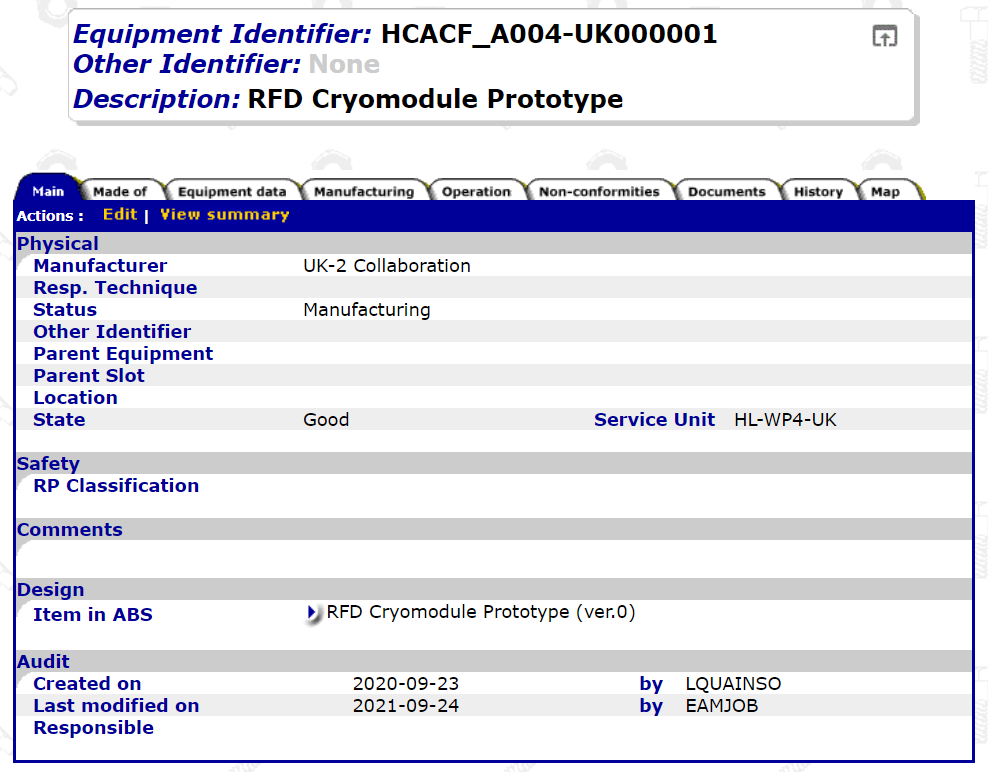 Equipment Identifier: HCACF_A004-UK000001
Other Identifier: None
Description: RFD Cryomodule Prototype
Main Made of Equipment data Manufacturing Operation Non-conformities Documents History Map
Actions : Edit | View summary
Physical
Manufacturer UK-2 Collaboration
Resp. Technique
Status Manufacturing
Other Identifier
Parent Equipment
Parent Slot
Location
State Good Service Unit HL-WP4-UK
Safety
RP Classification
Comments
Design
Item in ABS RFD Cryomodule Prototype (ver.0)
Audit
Created on 2020-09-23 by LQUAINSO
Last modified on 2021-09-24 by EAMJOB
Responsible